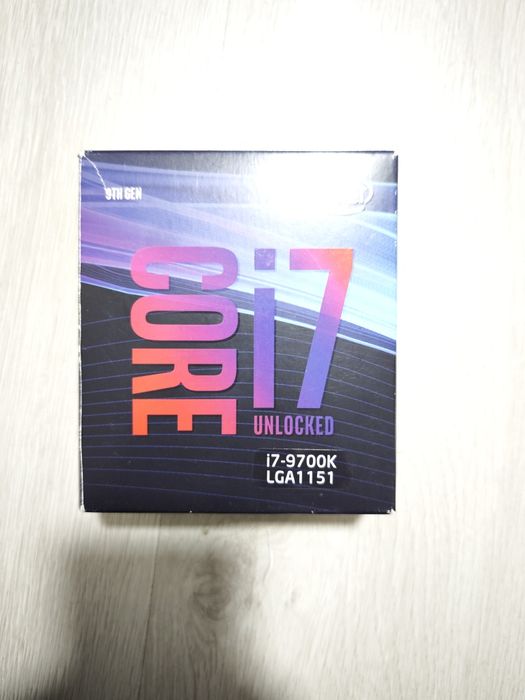 9TH GEN
CORE
i7
UNLOCKED
i7-9700K
LGA1151